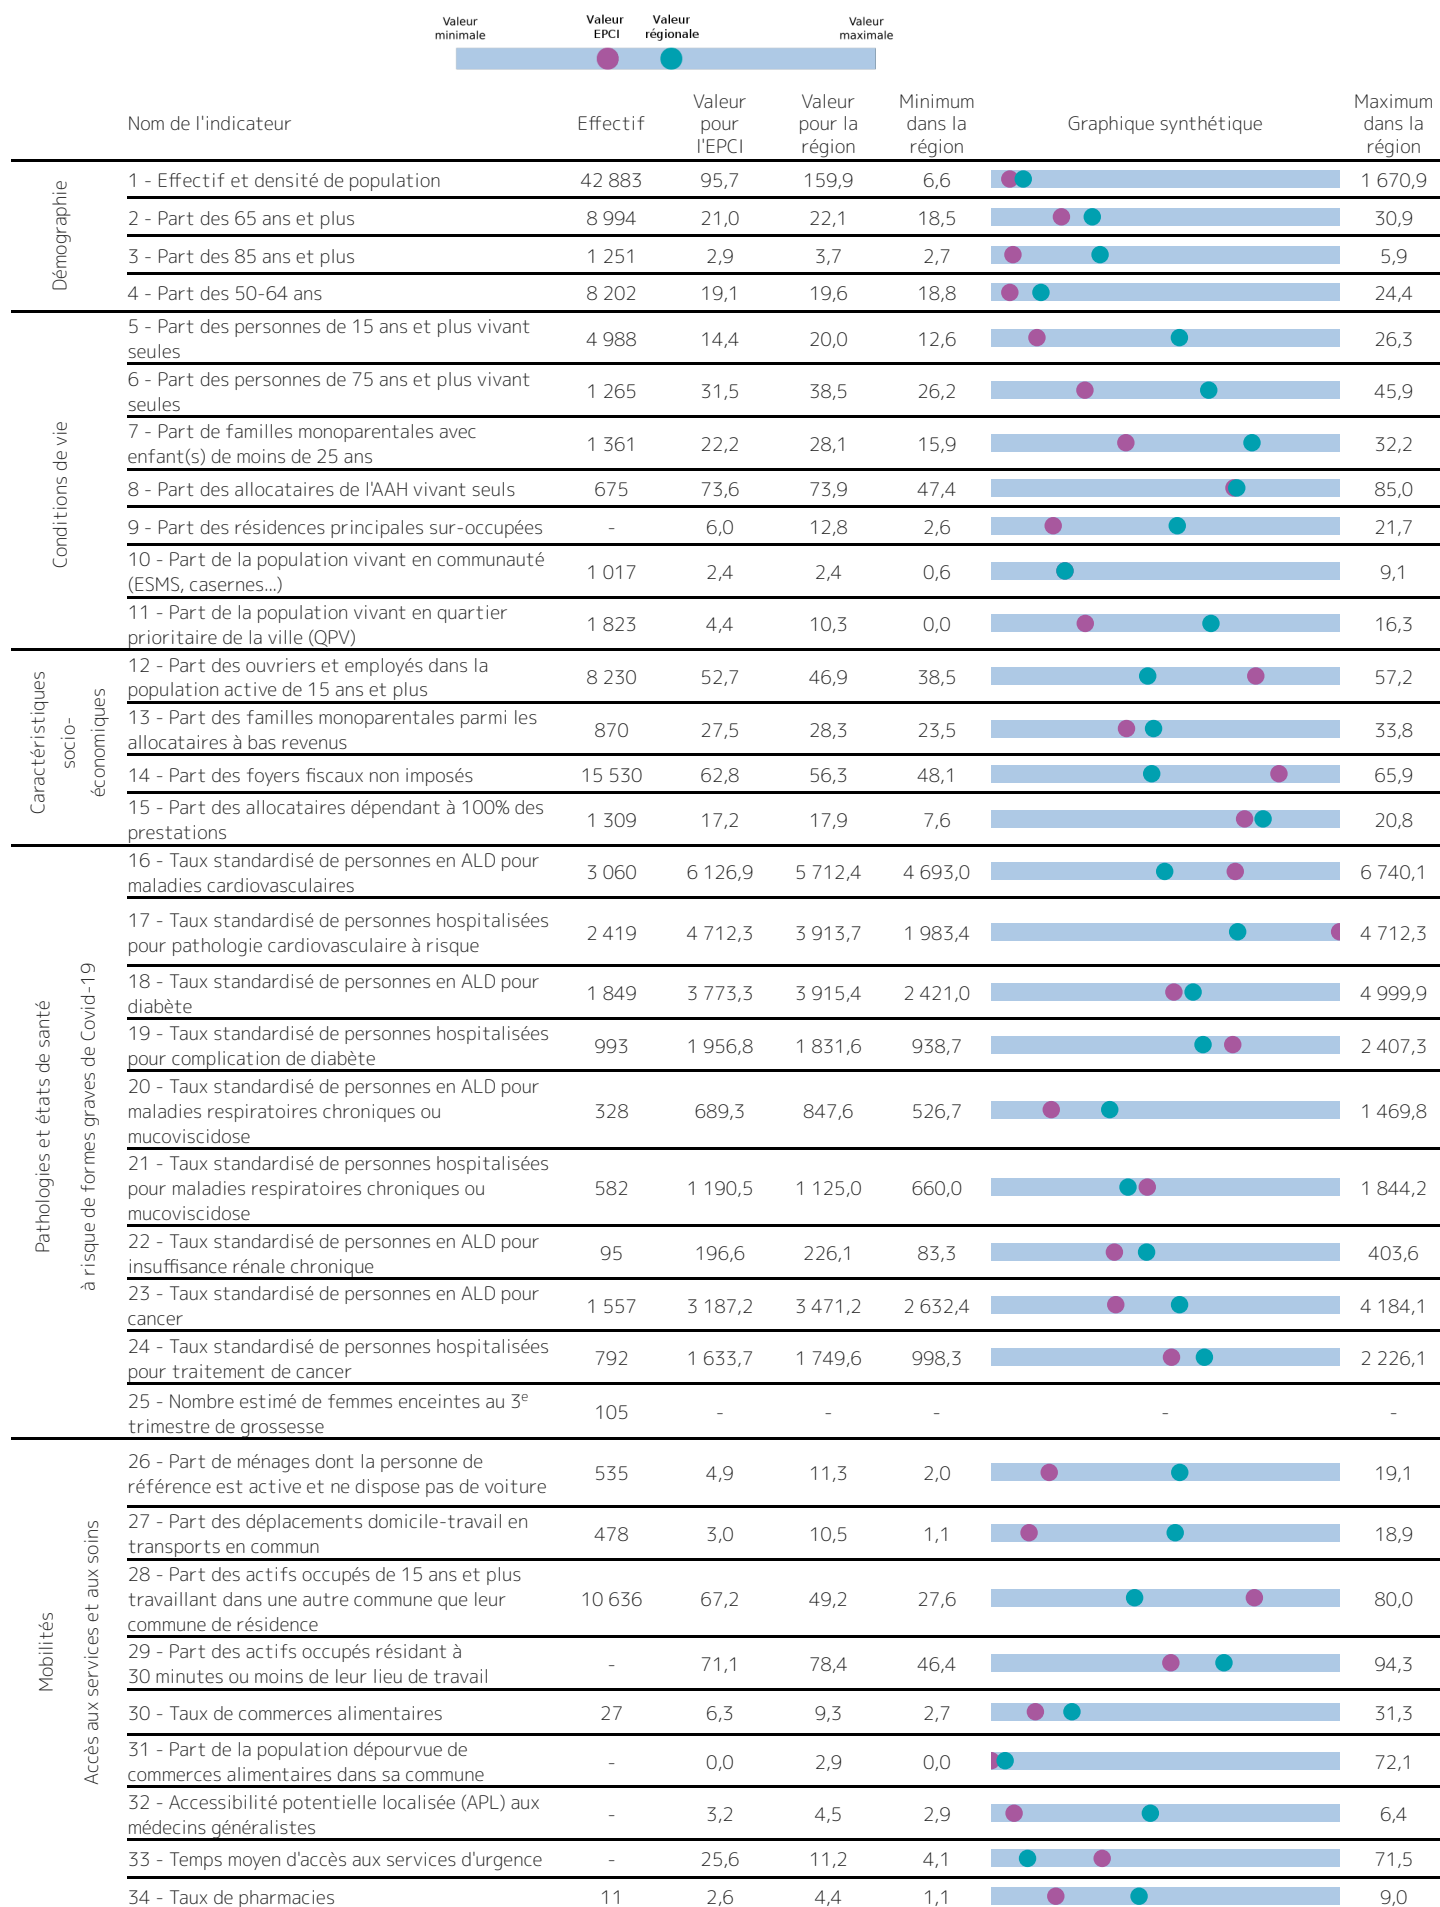 Valeur
minimale
Valeur
EPCI
Valeur
régionale
Valeur
maximale
Nom de l'indicateur
Effectif
Valeur
pour
l'EPCI
Valeur
pour la
région
Minimum
dans la
région
Graphique synthétique
Maximum
dans la
région
Démographie
1 - Effectif et densité de population 42 883 95,7 159,9 6,6 1 670,9
2 - Part des 65 ans et plus 8 994 21,0 22,1 18,5 30,9
3 - Part des 85 ans et plus 1 251 2,9 3,7 2,7 5,9
4 - Part des 50-64 ans 8 202 19,1 19,6 18,8 24,4
Conditions de vie
5 - Part des personnes de 15 ans et plus vivant
seules
4 988 14,4 20,0 12,6 26,3
6 - Part des personnes de 75 ans et plus vivant
seules
1 265 31,5 38,5 26,2 45,9
7 - Part de familles monoparentales avec
enfant(s) de moins de 25 ans
1 361 22,2 28,1 15,9 32,2
8 - Part des allocataires de l'AAH vivant seuls 675 73,6 73,9 47,4 85,0
9 - Part des résidences principales sur-occupées - 6,0 12,8 2,6 21,7
10 - Part de la population vivant en communauté
(ESMS, casernes...)
1 017 2,4 2,4 0,6 9,1
11 - Part de la population vivant en quartier
prioritaire de la ville (QPV)
1 823 4,4 10,3 0,0 16,3
Caractéristiques
socio-
économiques
12 - Part des ouvriers et employés dans la
population active de 15 ans et plus
8 230 52,7 46,9 38,5 57,2
13 - Part des familles monoparentales parmi les
allocataires à bas revenus
870 27,5 28,3 23,5 33,8
14 - Part des foyers fiscaux non imposés 15 530 62,8 56,3 48,1 65,9
15 - Part des allocataires dépendant à 100% des
prestations
1 309 17,2 17,9 7,6 20,8
Pathologies et états de santé
à risque de formes graves de Covid-19
16 - Taux standardisé de personnes en ALD pour
maladies cardiovasculaires
3 060 6 126,9 5 712,4 4 693,0 6 740,1
17 - Taux standardisé de personnes hospitalisées
pour pathologie cardiovasculaire à risque
2 419 4 712,3 3 913,7 1 983,4 4 712,3
18 - Taux standardisé de personnes en ALD pour
diabète
1 849 3 773,3 3 915,4 2 421,0 4 999,9
19 - Taux standardisé de personnes hospitalisées
pour complication de diabète
993 1 956,8 1 831,6 938,7 2 407,3
20 - Taux standardisé de personnes en ALD pour
maladies respiratoires chroniques ou
mucoviscidose
328 689,3 847,6 526,7 1 469,8
21 - Taux standardisé de personnes hospitalisées
pour maladies respiratoires chroniques ou
mucoviscidose
582 1 190,5 1 125,0 660,0 1 844,2
22 - Taux standardisé de personnes en ALD pour
insuffisance rénale chronique
95 196,6 226,1 83,3 403,6
23 - Taux standardisé de personnes en ALD pour
cancer
1 557 3 187,2 3 471,2 2 632,4 4 184,1
24 - Taux standardisé de personnes hospitalisées
pour traitement de cancer
792 1 633,7 1 749,6 998,3 2 226,1
25 - Nombre estimé de femmes enceintes au 3e
trimestre de grossesse
105 - - - - -
Mobilités
Accès aux services et aux soins
26 - Part de ménages dont la personne de
référence est active et ne dispose pas de voiture
535 4,9 11,3 2,0 19,1
27 - Part des déplacements domicile-travail en
transports en commun
478 3,0 10,5 1,1 18,9
28 - Part des actifs occupés de 15 ans et plus
travaillant dans une autre commune que leur
commune de résidence
10 636 67,2 49,2 27,6 80,0
29 - Part des actifs occupés résidant à
30 minutes ou moins de leur lieu de travail
- 71,1 78,4 46,4 94,3
30 - Taux de commerces alimentaires 27 6,3 9,3 2,7 31,3
31 - Part de la population dépourvue de
commerces alimentaires dans sa commune
- 0,0 2,9 0,0 72,1
32 - Accessibilité potentielle localisée (APL) aux
médecins généralistes
- 3,2 4,5 2,9 6,4
33 - Temps moyen d'accès aux services d'urgence - 25,6 11,2 4,1 71,5
34 - Taux de pharmacies 11 2,6 4,4 1,1 9,0